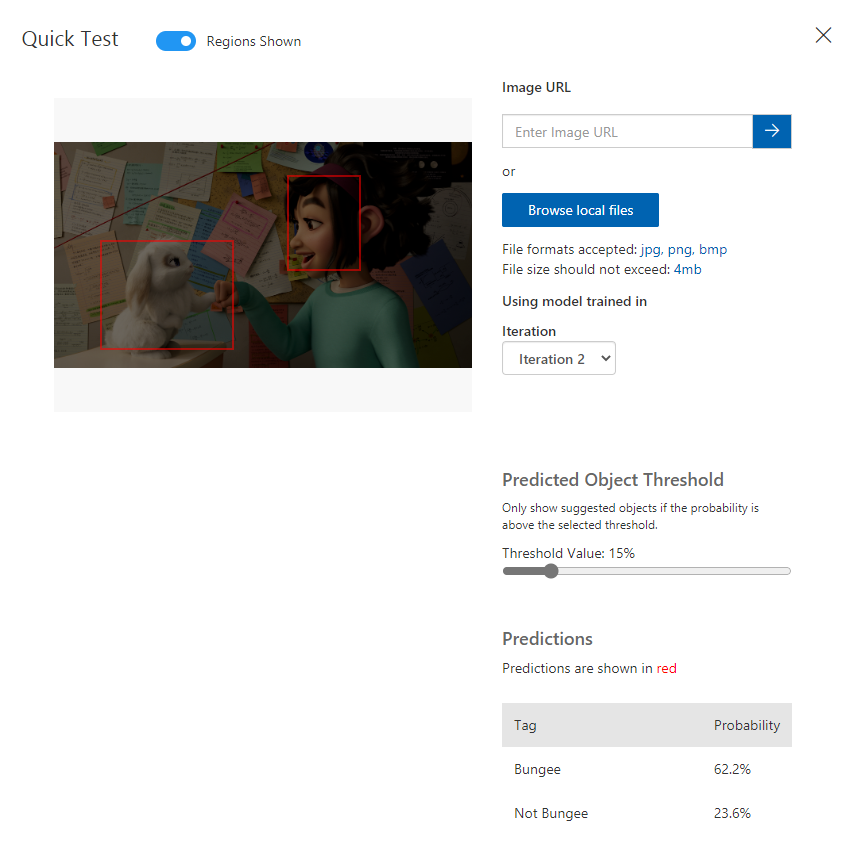 Quick Test
Regions Shown
Image URL
Enter Image URL
or
Browse local files
File formats accepted: jpg, png, bmp
File size should not exceed: 4mb
Using model trained in
Iteration
Iteration 2
Predicted Object Threshold
Only show suggested objects if the probability is
above the selected threshold.
Threshold Value: 15%
Predictions
Predictions are shown in red
Tag Probability
Bungee 62.2%
Not Bungee 23.6%